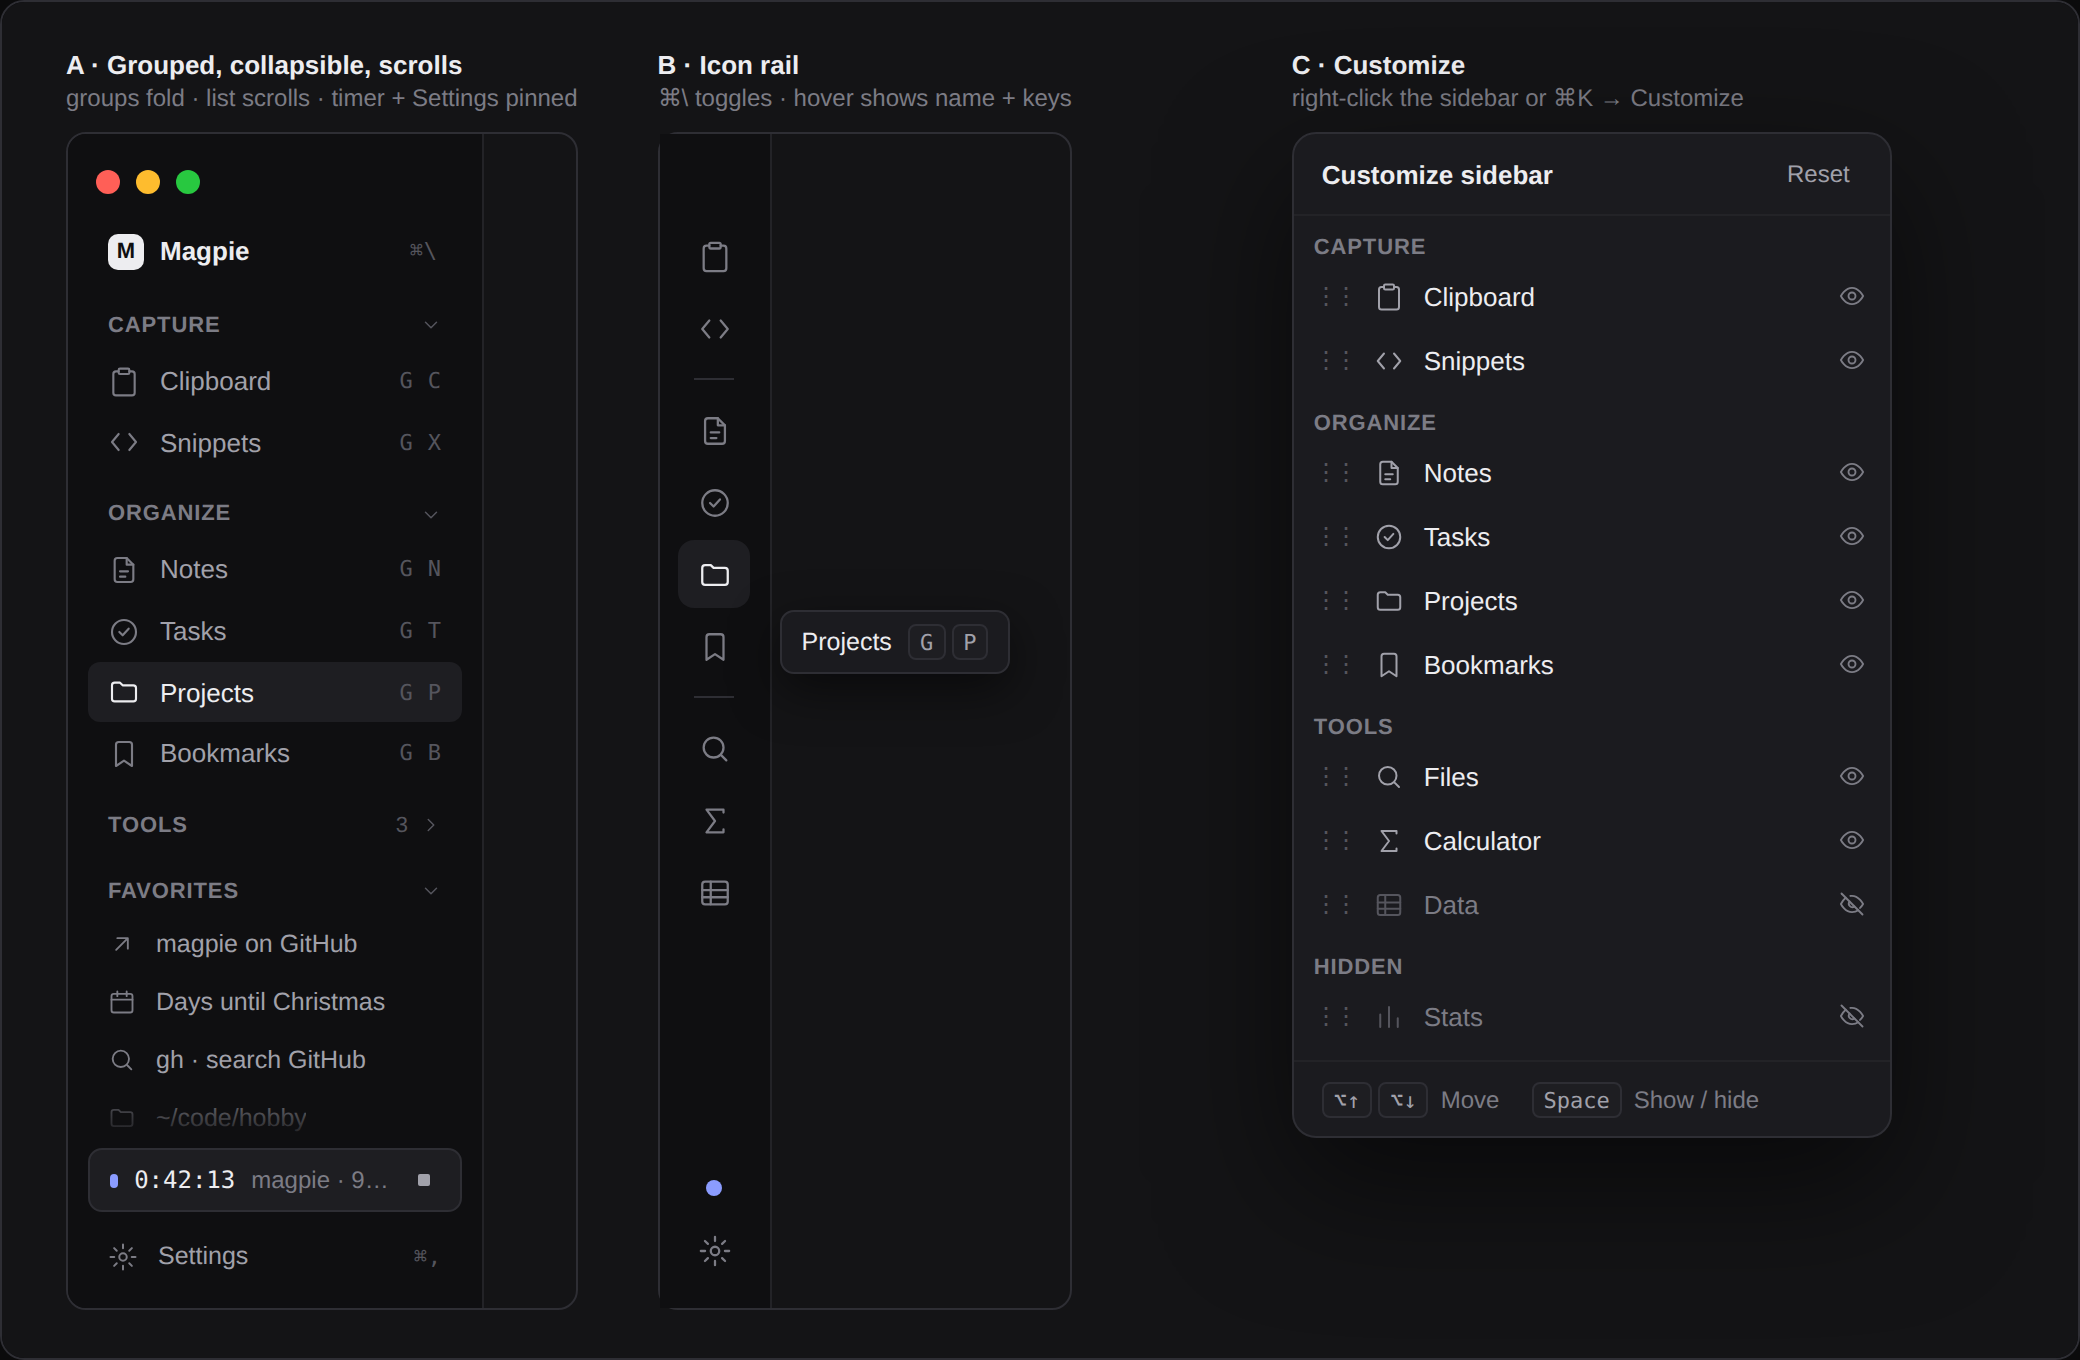 A · Grouped, collapsible, scrolls
groups fold · list scrolls · timer + Settings pinned
M Magpie ⌘\
CAPTURE
Clipboard G C
Snippets G X
ORGANIZE
Notes G N
Tasks G T
Projects G P
Bookmarks G B
TOOLS 3
FAVORITES
magpie on GitHub
Days until Christmas
gh · search GitHub
~/code/hobby
0:42:13 magpie · 9…
Settings ⌘,
B · Icon rail
⌘\ toggles · hover shows name + keys
Projects G P
C · Customize
right-click the sidebar or ⌘K → Customize
Customize sidebar Reset
CAPTURE
Clipboard
Snippets
ORGANIZE
Notes
Tasks
Projects
Bookmarks
TOOLS
Files
Calculator
Data
HIDDEN
Stats
⌥↑ ⌥↓ Move Space Show / hide